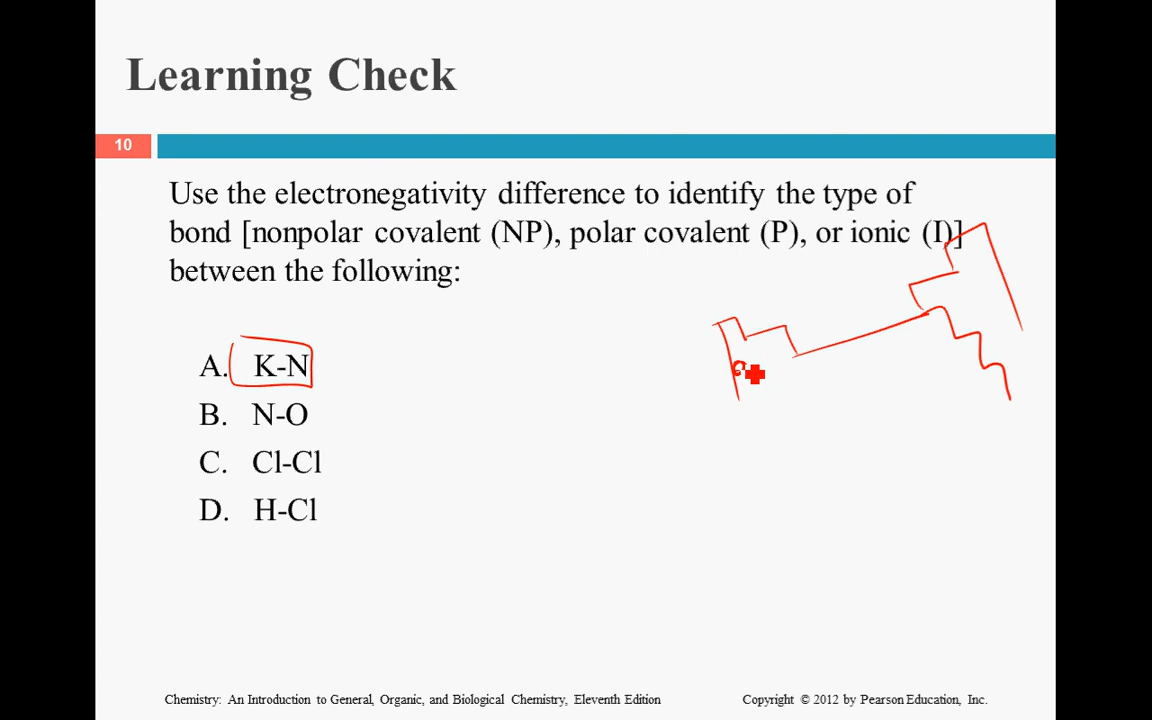 Learning Check
10
Use the electronegativity difference to identify the type of
bond [nonpolar covalent (NP), polar covalent (P), or ionic (I)]
between the following:
A. K-N
B. N-O
C. Cl-Cl
D. H-Cl
Chemistry: An Introduction to General, Organic, and Biological Chemistry, Eleventh Edition
Copyright © 2012 by Pearson Education, Inc.